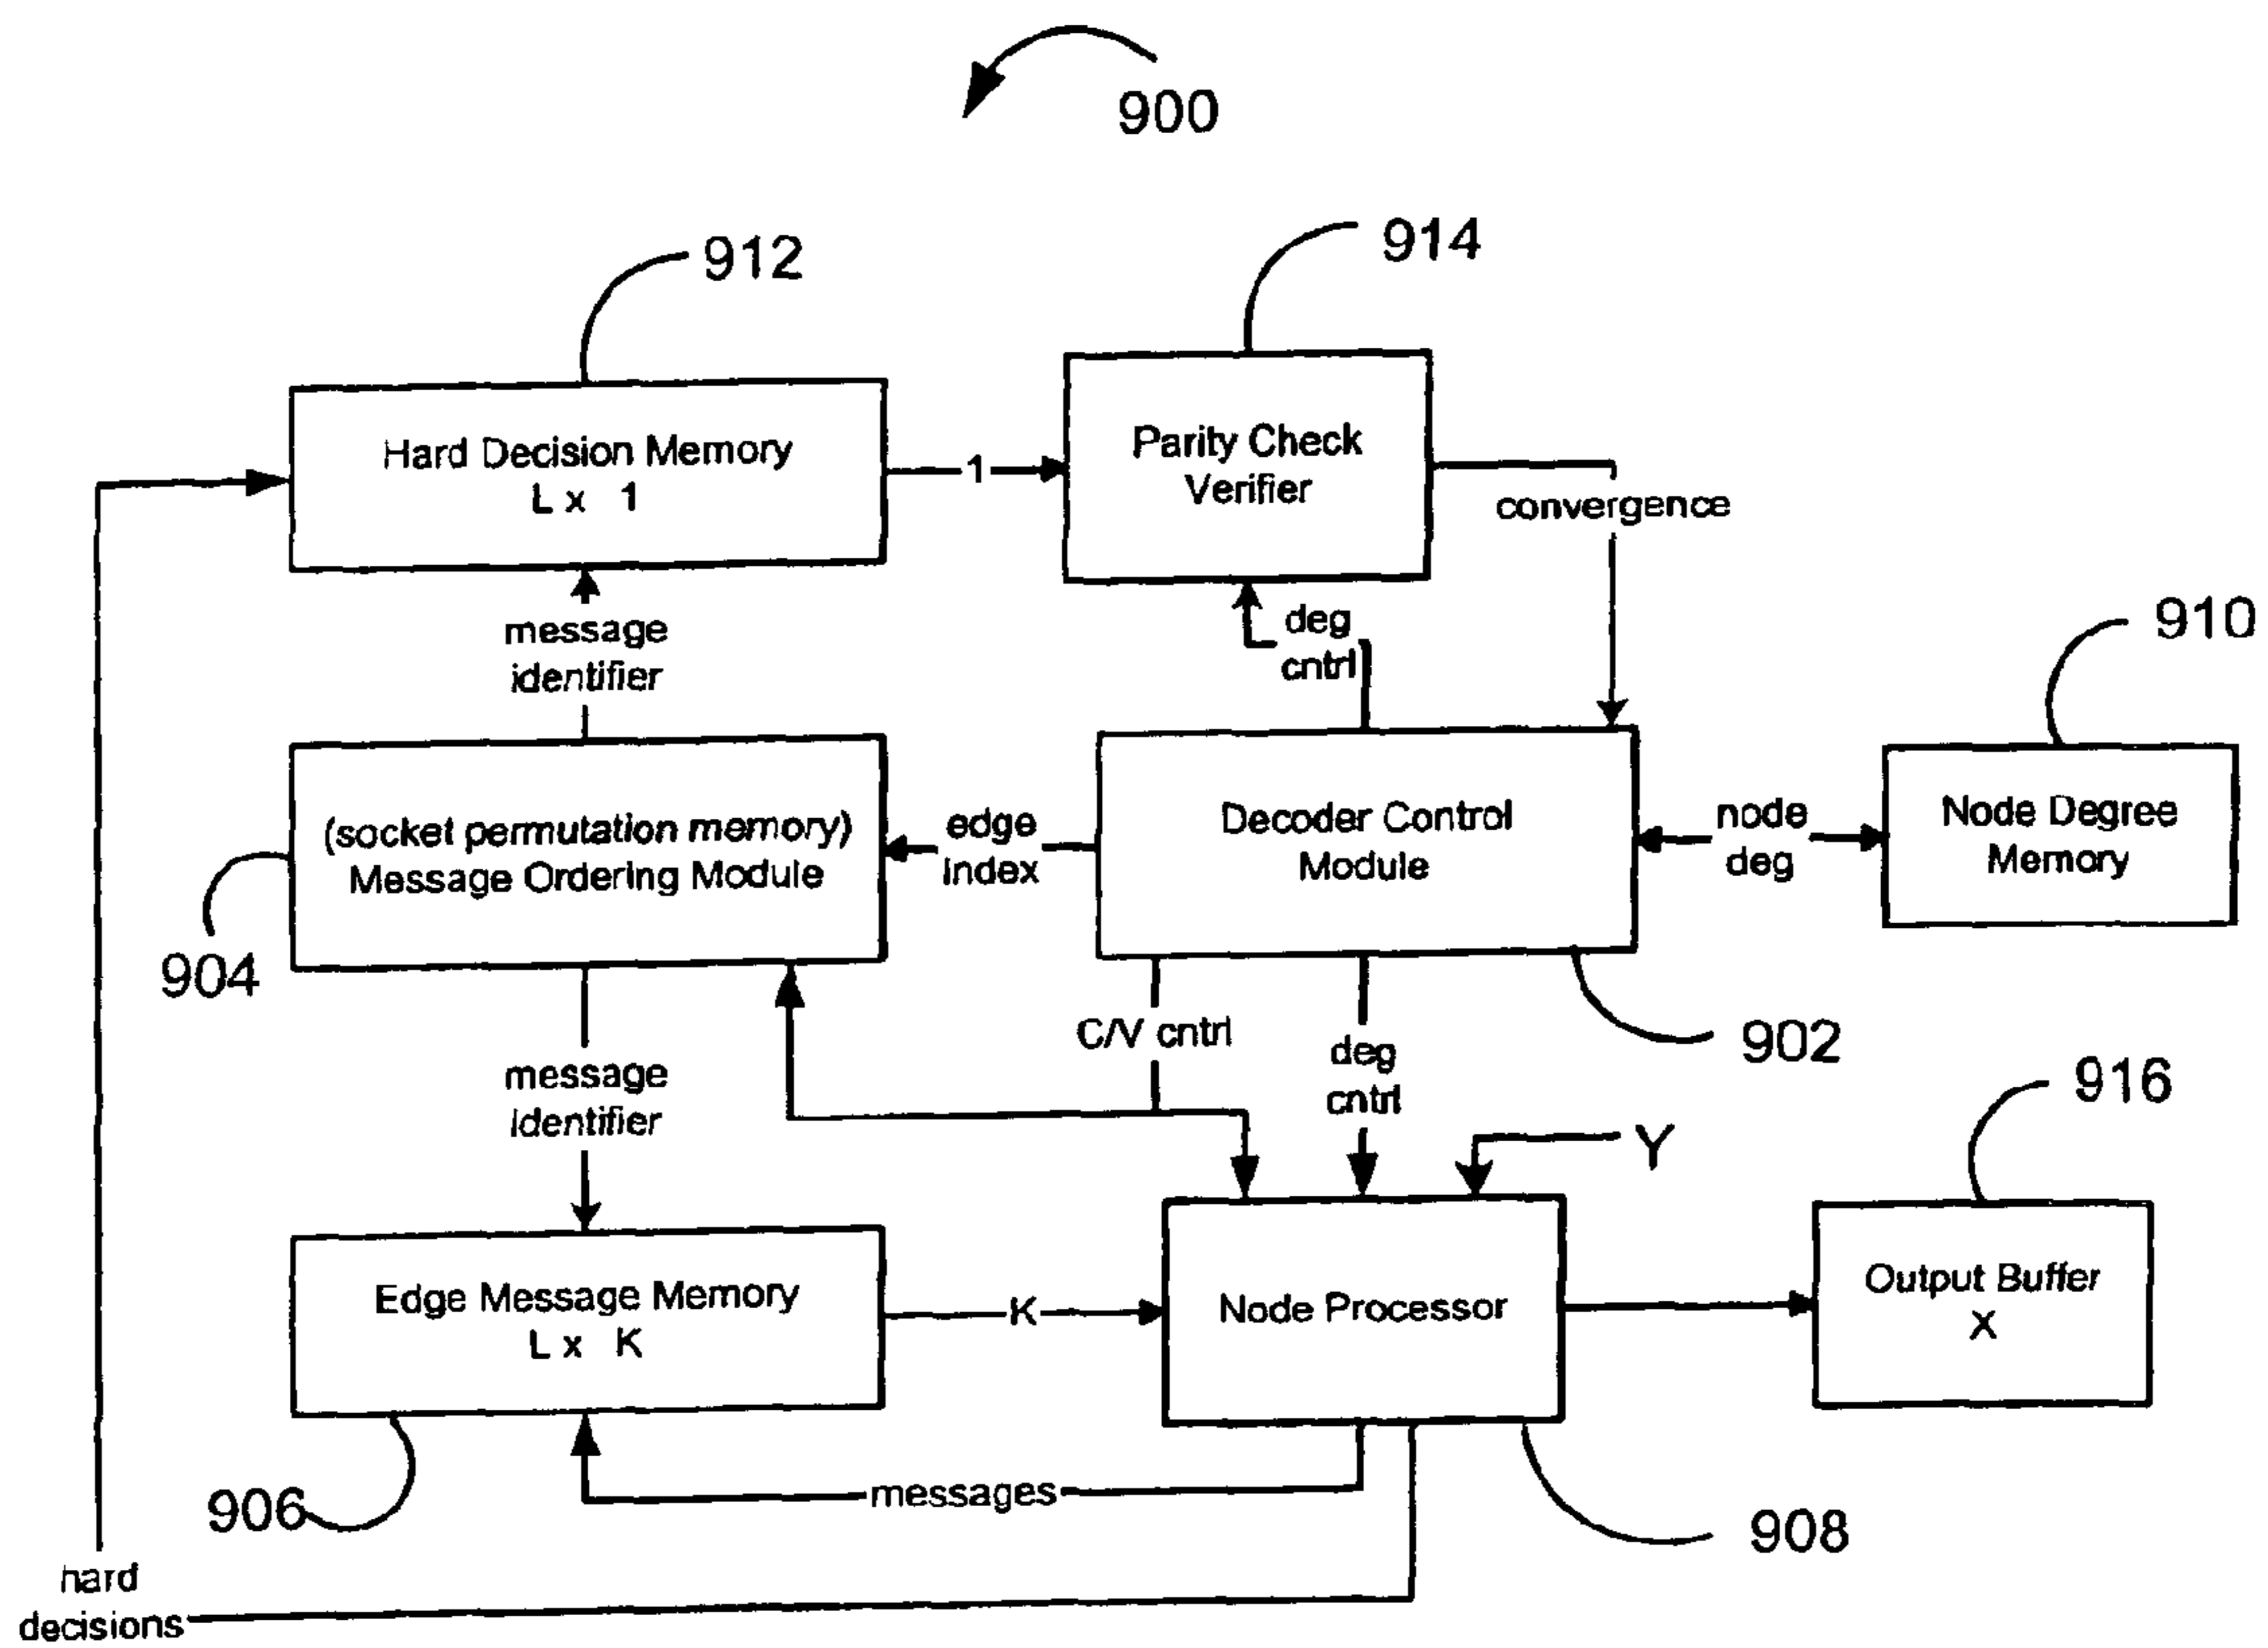 900
912
914
Hard Decision Memory
L x 1
1
Parity Check
Verifier
convergence
message
identifier
deg
cntrl
910
(socket permutation memory)
Message Ordering Module
edge
index
Decoder Control
Module
node
deg
Node Degree
Memory
904
C/V cntrl
deg
cntrl
902
message
identifier
916
Y
Edge Message Memory
L x K
K
Node Processor
Output Buffer
X
906
messages
908
hard
decisions